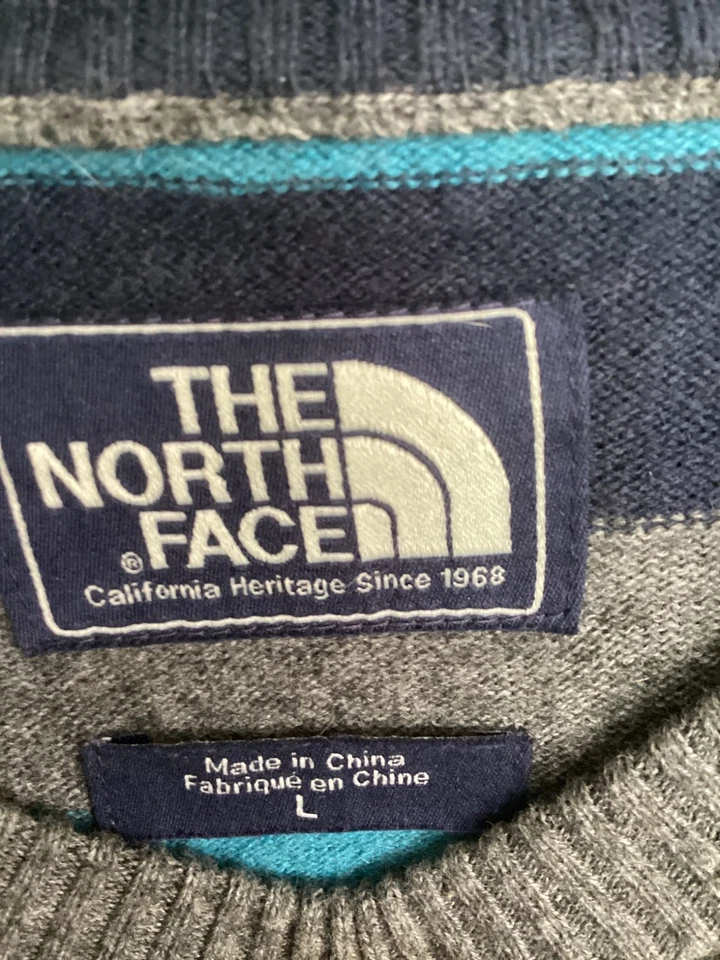 THE
NORTH
FACE
®
California Heritage Since 1968
Made in China
Fabriqué en Chine
L